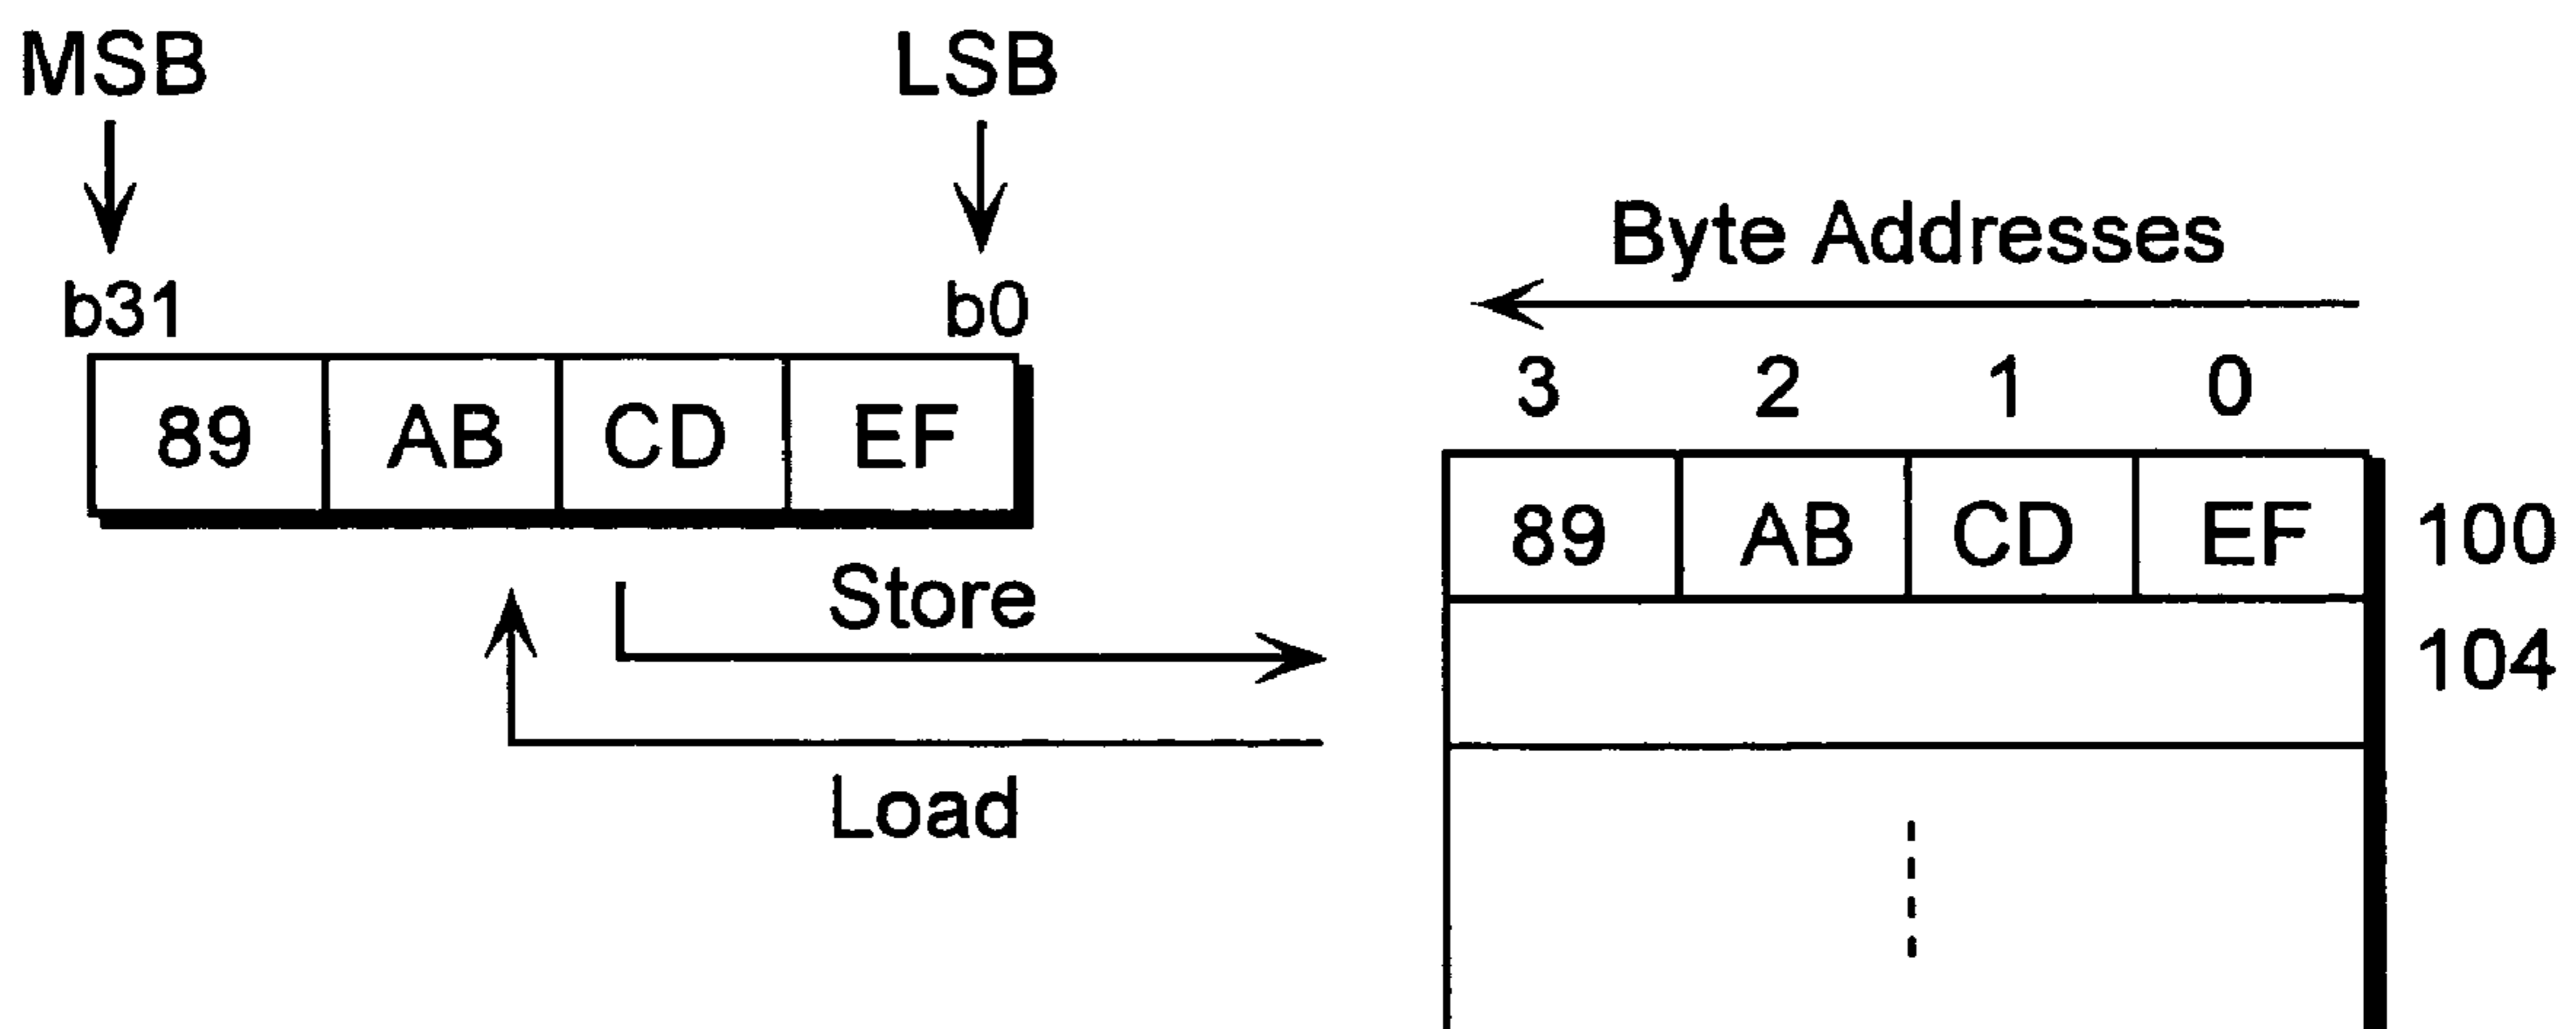 MSB LSB
b31 b0
89 AB CD EF
Store
Load
Byte Addresses
3 2 1 0
89 AB CD EF 100
104